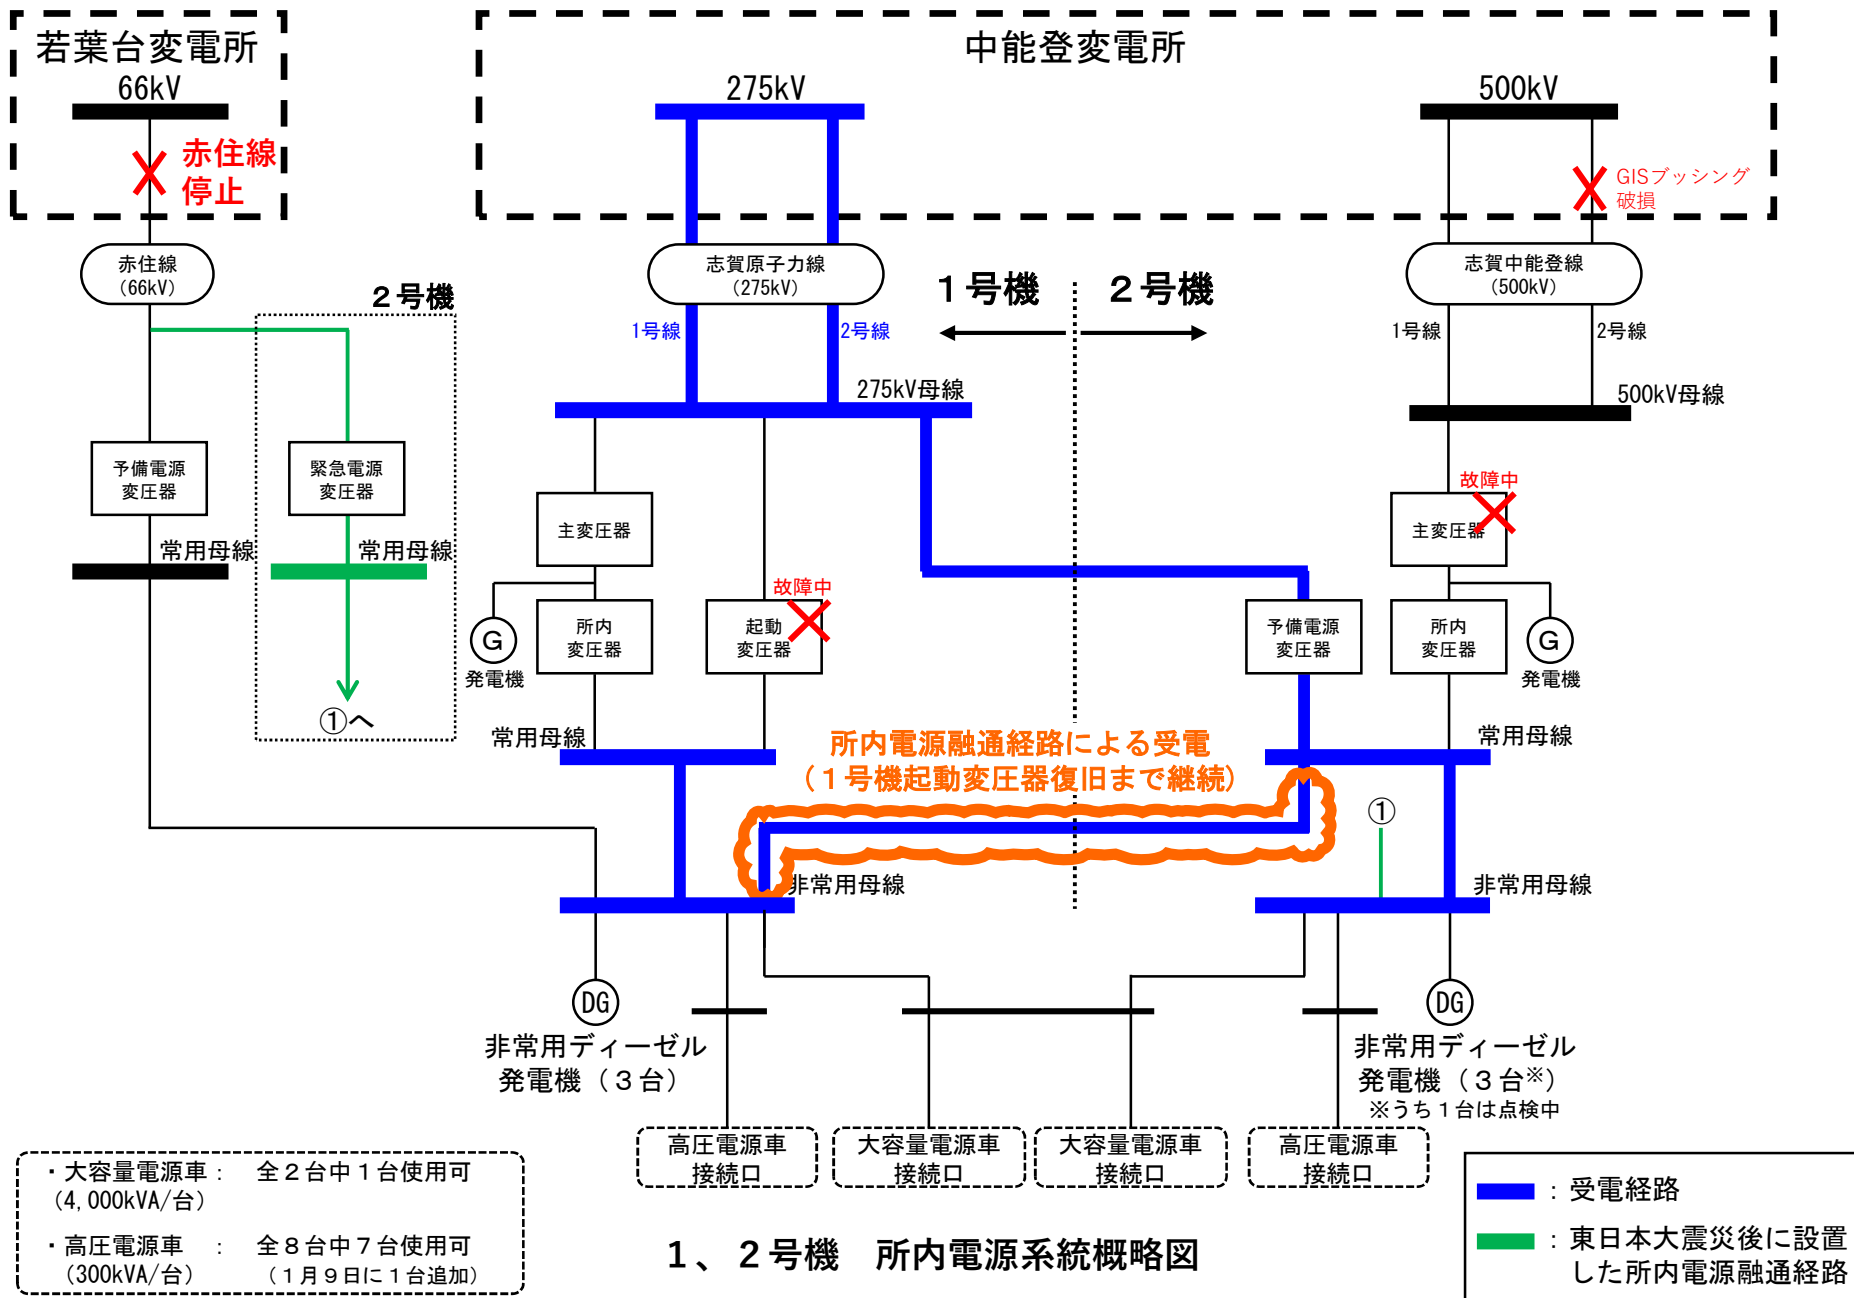 若葉台変電所
66kV
赤住線
停止
中能登変電所
275kV
500kV
GISブッシング
破損
赤住線
(66kV)
2号機
志賀原子力線
(275kV)
1号線
2号線
1号機
2号機
志賀中能登線
(500kV)
1号線
2号線
275kV母線
500kV母線
予備電源
変圧器
緊急電源
変圧器
常用母線
常用母線
①へ
主変圧器
G
発電機
所内
変圧器
故障中
起動
変圧器
予備電源
変圧器
故障中
主変圧器
所内
変圧器
G
発電機
常用母線
所内電源融通経路による受電
(1号機起動変圧器復旧まで継続)
常用母線
①
非常用母線
非常用母線
DG
非常用ディーゼル
発電機(3台)
DG
非常用ディーゼル
発電機(3台※)
※うち1台は点検中
高圧電源車
接続口
大容量電源車
接続口
大容量電源車
接続口
高圧電源車
接続口
・大容量電源車: 全2台中1台使用可
(4,000kVA/台)
・高圧電源車 : 全8台中7台使用可
(300kVA/台) (1月9日に1台追加)
1、2号機 所内電源系統概略図
:受電経路
:東日本大震災後に設置
した所内電源融通経路